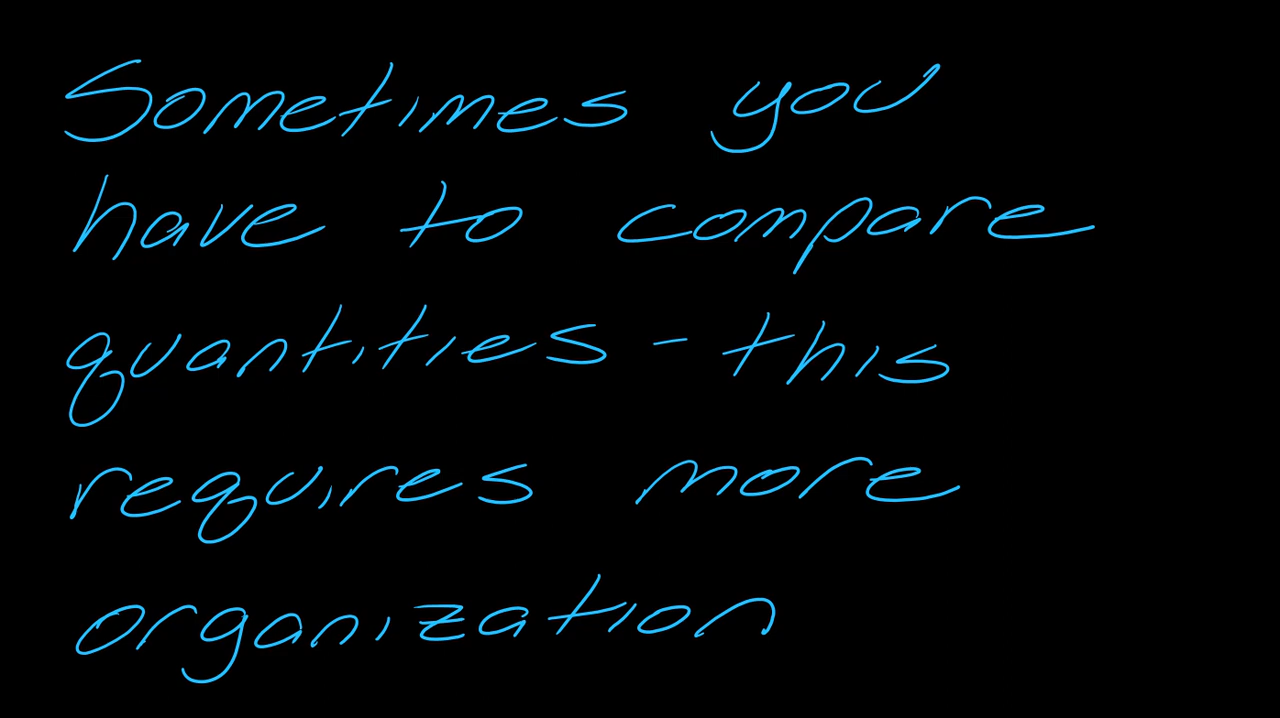 Sometimes you
have to compare
quantities - this
requires more
organization